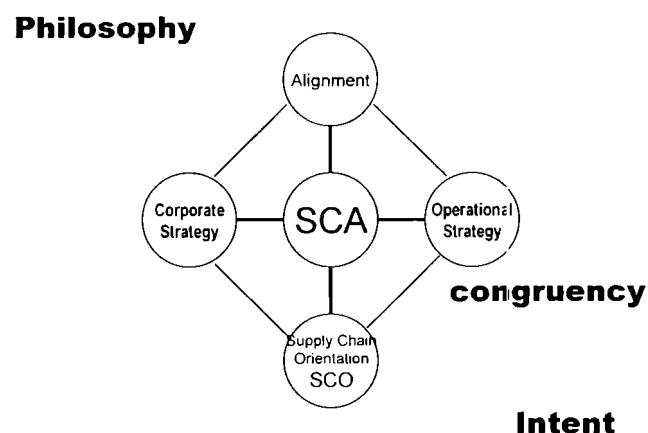 Philosophy
Alignment
Corporate
Strategy
SCA
Operational
Strategy
congruency
Supply Chain
Orientation
SCO
Intent